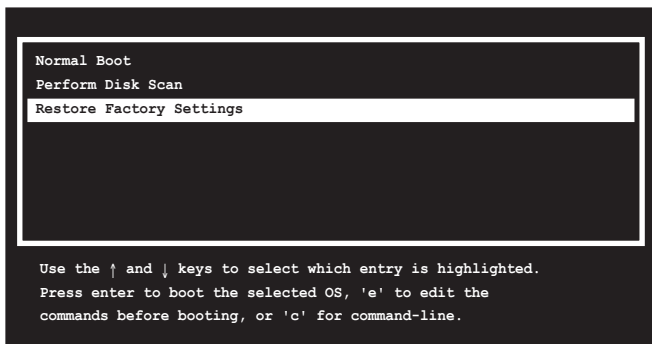 Normal Boot
Perform Disk Scan
Restore Factory Settings
Use the ↑ and ↓ keys to select which entry is highlighted.
Press enter to boot the selected OS, 'e' to edit the
commands before booting, or 'c' for command-line.